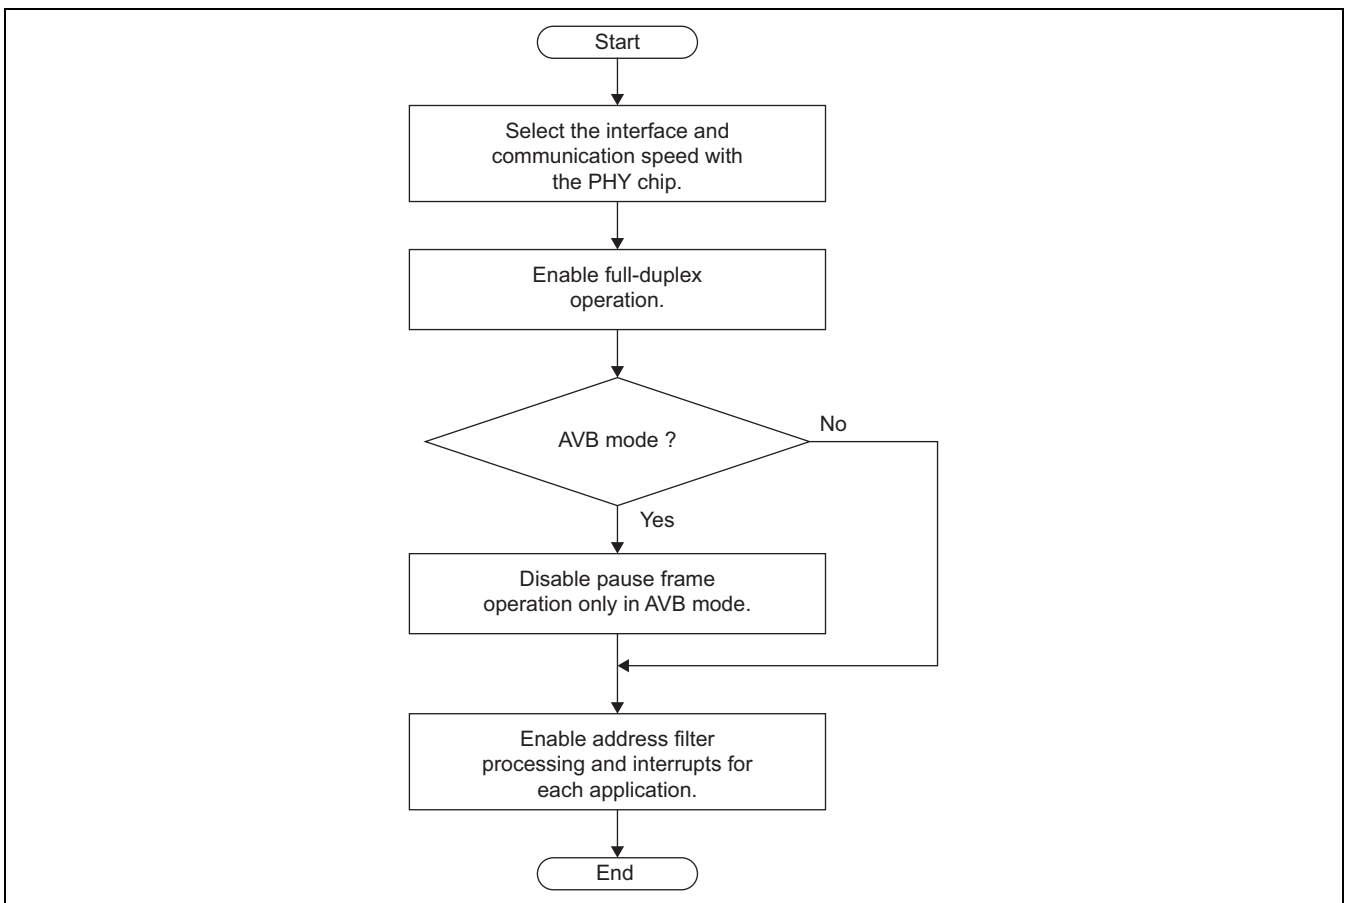 Start
Select the interface and
communication speed with
the PHY chip.
Enable full-duplex
operation.
AVB mode ?
No
Yes
Disable pause frame
operation only in AVB mode.
Enable address filter
processing and interrupts for
each application.
End